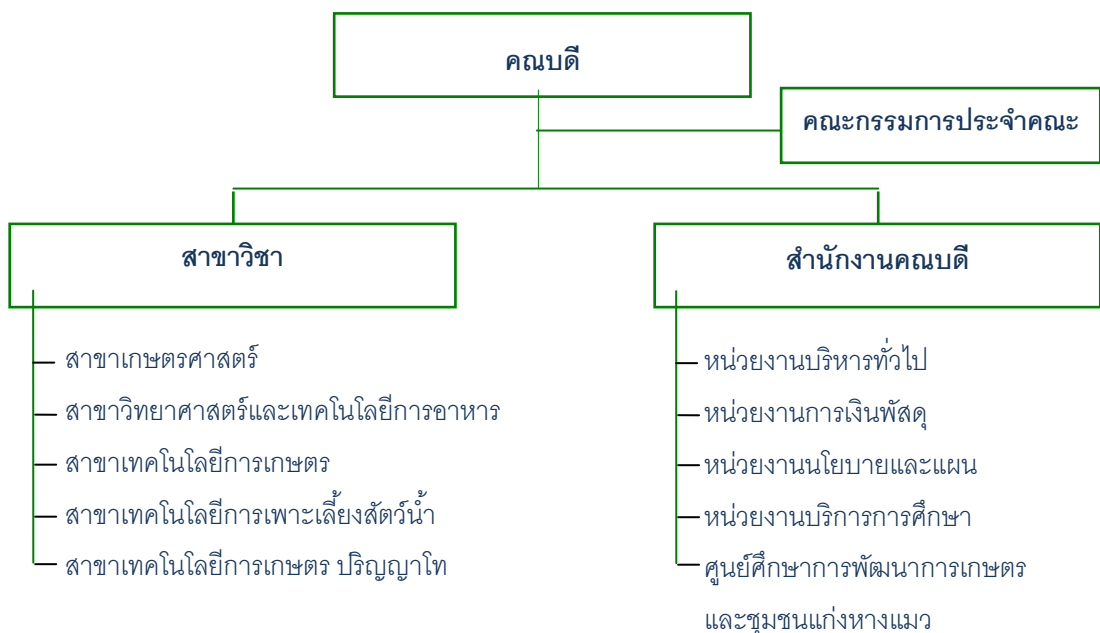 คณบดี
คณะกรรมการประจำคณะ
สาขาวิชา
สาขาเกษตรศาสตร์
สาขาวิทยาศาสตร์และเทคโนโลยีการอาหาร
สาขาเทคโนโลยีการเกษตร
สาขาเทคโนโลยีการเพาะเลี้ยงสัตว์น้ำ
สาขาเทคโนโลยีการเกษตร ปริญญาโท
สำนักงานคณบดี
หน่วยงานบริหารทั่วไป
หน่วยงานการเงินพัสดุ
หน่วยงานนโยบายและแผน
หน่วยงานบริการการศึกษา
ศูนย์ศึกษาการพัฒนาการเกษตร
และชุมชนแก่งหางแมว